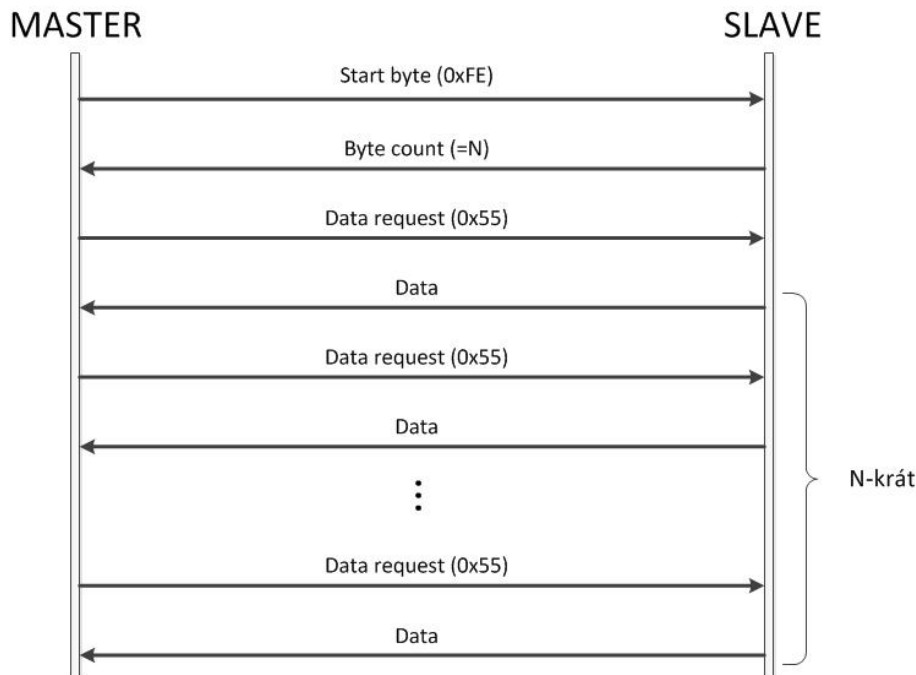 MASTER
SLAVE
Start byte (0xFE)
Byte count (=N)
Data request (0x55)
Data
Data request (0x55)
Data
N-krát
Data request (0x55)
Data